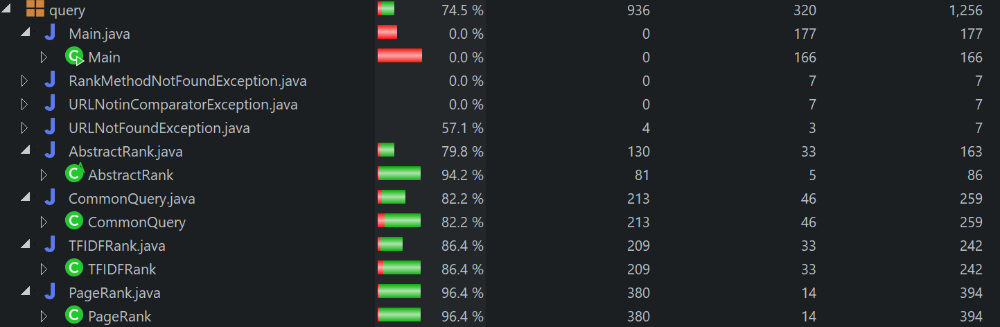 query 74.5 % 936 320 1,256
Main.java 0.0 % 0 177 177
Main 0.0 % 0 166 166
RankMethodNotFoundException.java 0.0 % 0 7 7
URLNotinComparatorException.java 0.0 % 0 7 7
URLNotFoundException.java 57.1 % 4 3 7
AbstractRank.java 79.8 % 130 33 163
AbstractRank 94.2 % 81 5 86
CommonQuery.java 82.2 % 213 46 259
CommonQuery 82.2 % 213 46 259
TFIDFRank.java 86.4 % 209 33 242
TFIDFRank 86.4 % 209 33 242
PageRank.java 96.4 % 380 14 394
PageRank 96.4 % 380 14 394